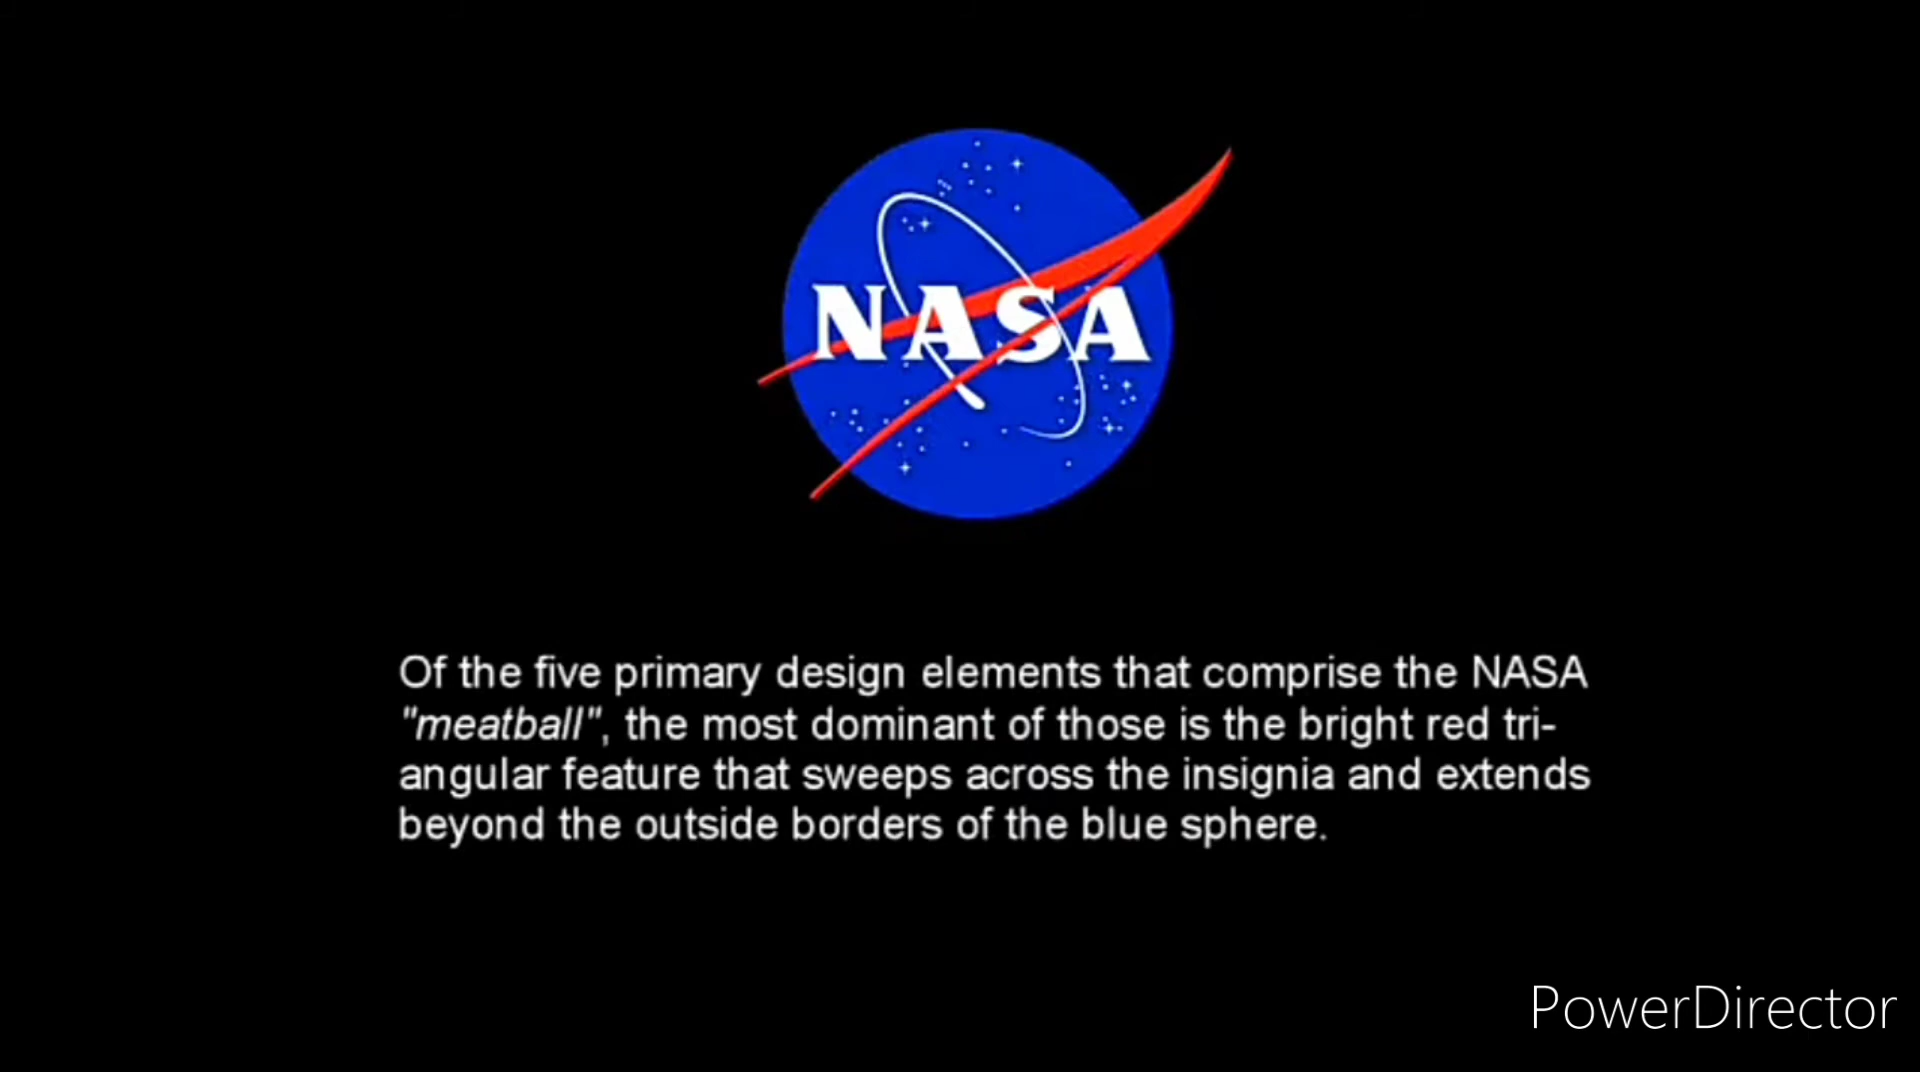 NASA
Of the five primary design elements that comprise the NASA
"meatball", the most dominant of those is the bright red tri-
angular feature that sweeps across the insignia and extends
beyond the outside borders of the blue sphere.
PowerDirector